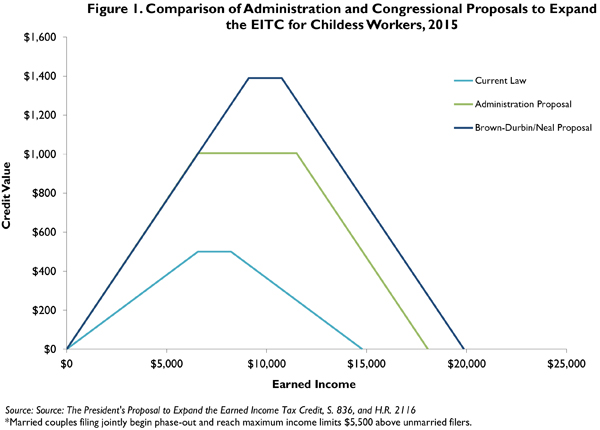 Figure 1. Comparison of Administration and Congressional Proposals to Expand
the EITC for Childess Workers, 2015
$1,600
$1,400
$1,200
$1,000
$800
$600
$400
$200
$0
Credit Value
Current Law
Administration Proposal
Brown-Durbin/Neal Proposal
$0 $5,000 $10,000 $15,000 $20,000 $25,000
Earned Income
Source: Source: The President's Proposal to Expand the Earned Income Tax Credit, S. 836, and H.R. 2116
*Married couples filing jointly begin phase-out and reach maximum income limits $5,500 above unmarried filers.